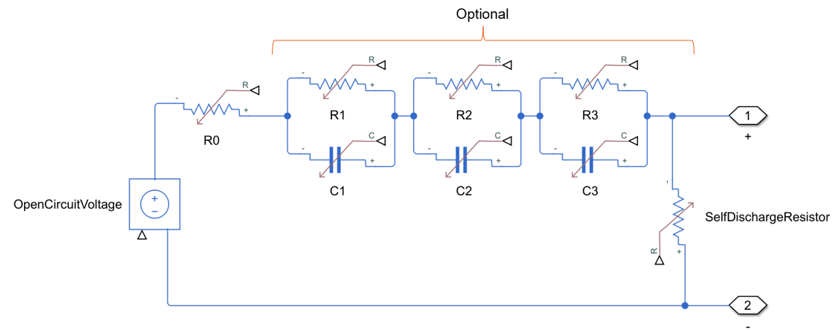 Optional
R
R
R
R
-
+
-
+
-
+
-
+
R0
R1
R2
R3
1
+
C
C
C
-
+
-
+
-
+
C1
C2
C3
OpenCircuitVoltage
+
-
-
SelfDischargeResistor
R
+
2
-